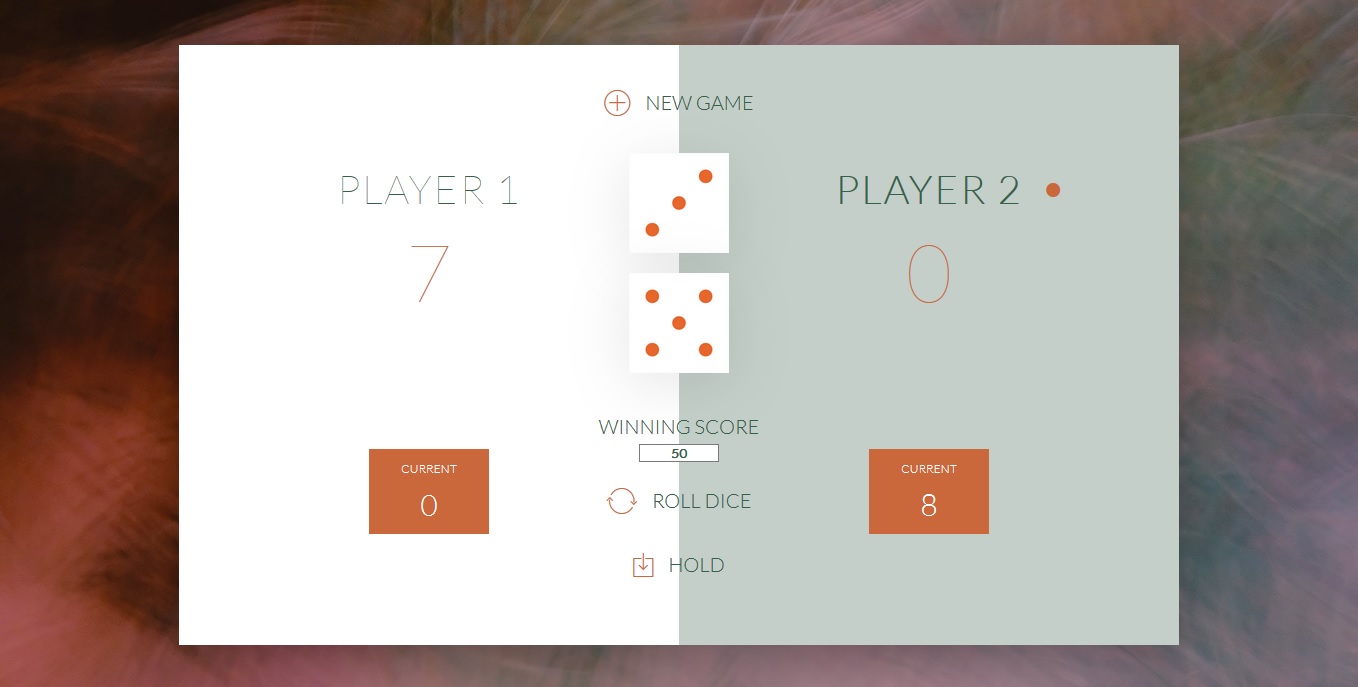 NEW GAME
PLAYER 1
7
PLAYER 2
0
WINNING SCORE
50
CURRENT
0
CURRENT
8
ROLL DICE
HOLD